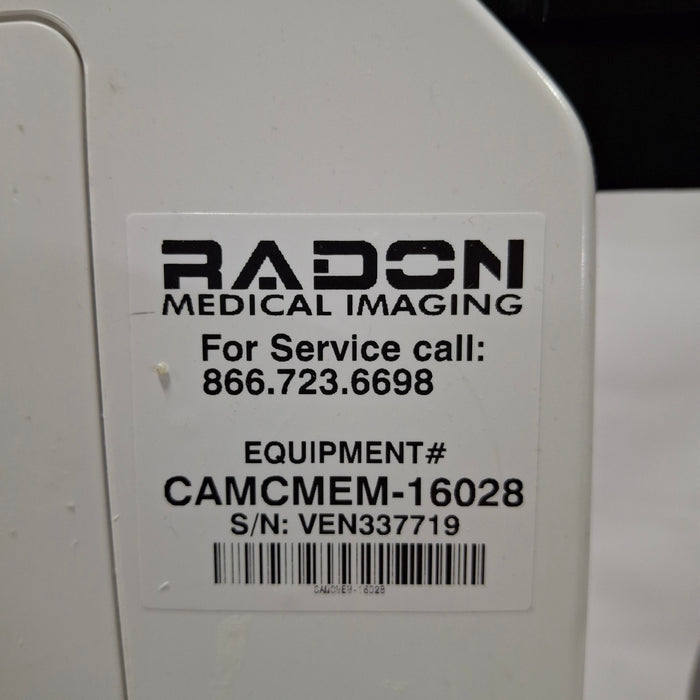 RADON
MEDICAL IMAGING
For Service call:
866.723.6698
EQUIPMENT#
CAMCMEM-16028
S/N: VEN337719
CAMCMEM-16028